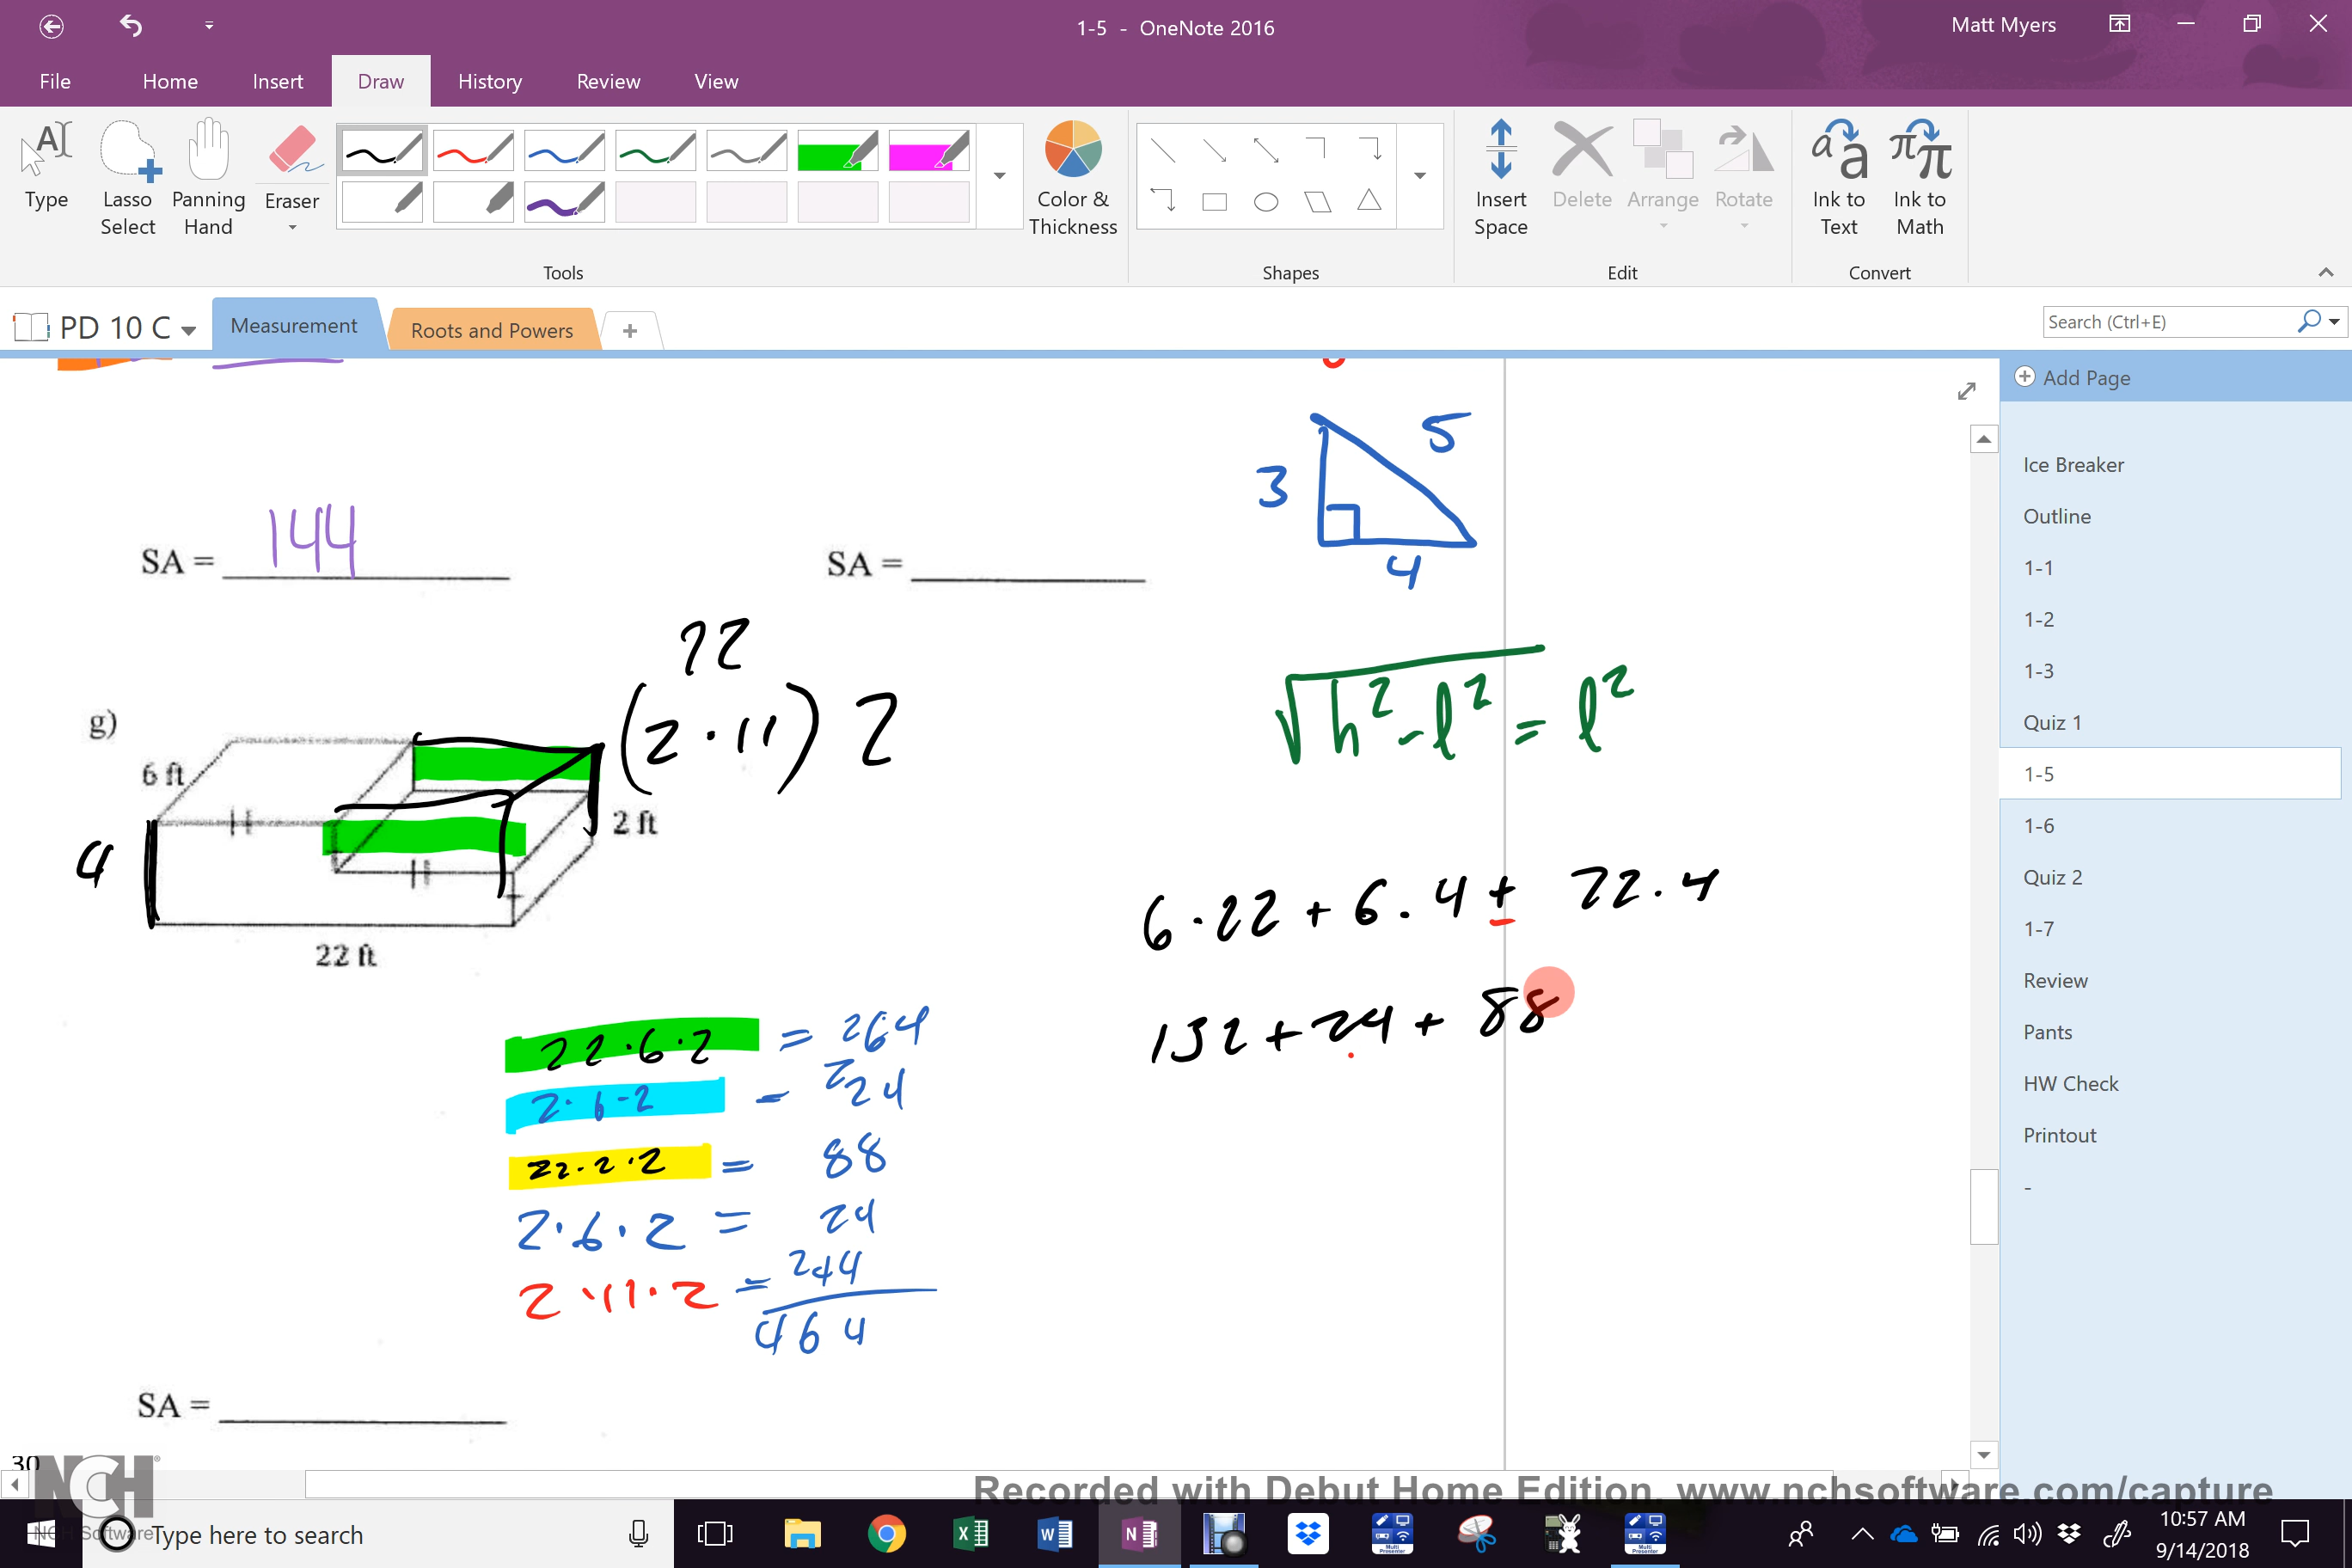 1-5 - OneNote 2016
Matt Myers
File Home Insert Draw History Review View
Type
Lasso Select
Panning Hand
Eraser
Color & Thickness
Insert Space
Delete
Arrange
Rotate
Ink to Text
Ink to Math
Tools
Shapes
Edit
Convert
PD 10 C
Measurement
Roots and Powers
Search (Ctrl+E)
Add Page
Ice Breaker
Outline
1-1
1-2
1-3
Quiz 1
1-5
1-6
Quiz 2
1-7
Review
Pants
HW Check
Printout
-
5
3
4
SA = 144
SA =
22
(2·11) 2
√h²-l² = l²
g)
6 ft
2 ft
4
22 ft
6·22 + 6·4 + 22·4
132 + 24 + 88
22·6·2 = 264
2·6·2 = 24
22·2·2 = 88
2·6·2 = 24
2·11·2 = 44
464
SA =
30
NCH
NCH Software
Recorded with Debut Home Edition. www.nchsoftware.com/capture
Type here to search
10:57 AM
9/14/2018